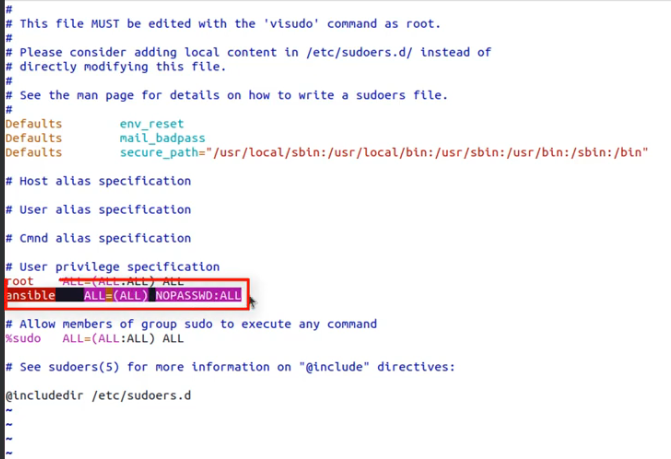 #
# This file MUST be edited with the 'visudo' command as root.
#
# Please consider adding local content in /etc/sudoers.d/ instead of
# directly modifying this file.
#
# See the man page for details on how to write a sudoers file.
#
Defaults env_reset
Defaults mail_badpass
Defaults secure_path="/usr/local/sbin:/usr/local/bin:/usr/sbin:/usr/bin:/sbin:/bin"
# Host alias specification
# User alias specification
# Cmnd alias specification
# User privilege specification
root ALL=(ALL:ALL) ALL
ansible ALL=(ALL) NOPASSWD:ALL
# Allow members of group sudo to execute any command
%sudo ALL=(ALL:ALL) ALL
# See sudoers(5) for more information on "@include" directives:
@includedir /etc/sudoers.d
~
~
~
~